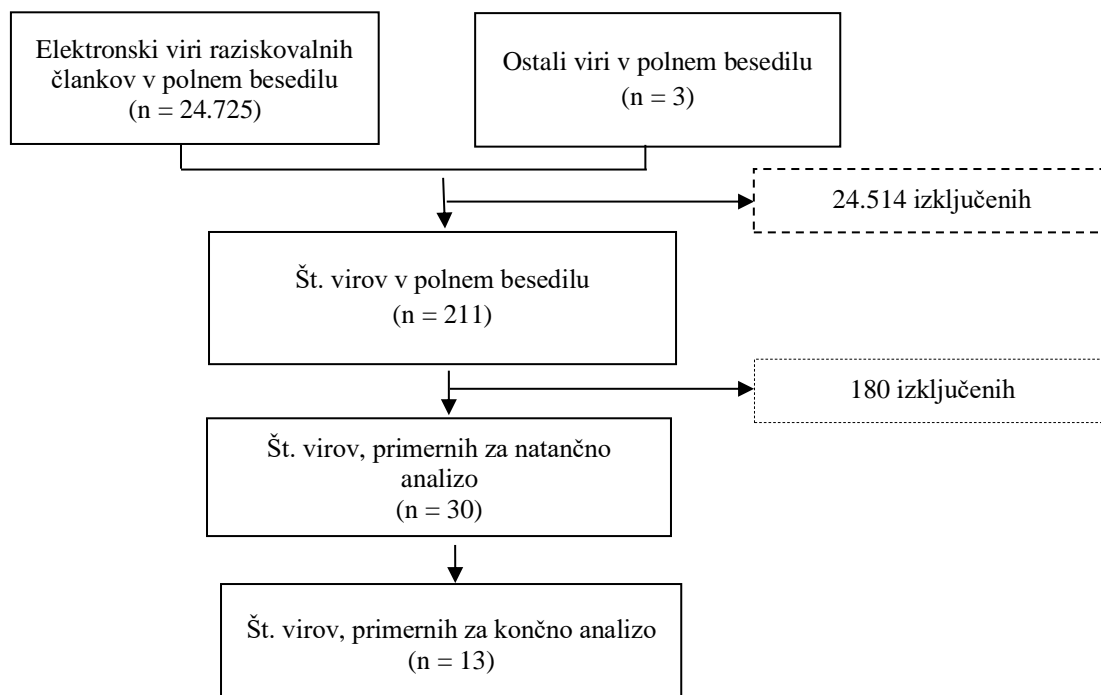 Elektronski viri raziskovalnih
člankov v polnem besedilu
(n = 24.725)
Ostali viri v polnem besedilu
(n = 3)
24.514 izključenih
Št. virov v polnem besedilu
(n = 211)
180 izključenih
Št. virov, primernih za natančno
analizo
(n = 30)
Št. virov, primernih za končno analizo
(n = 13)